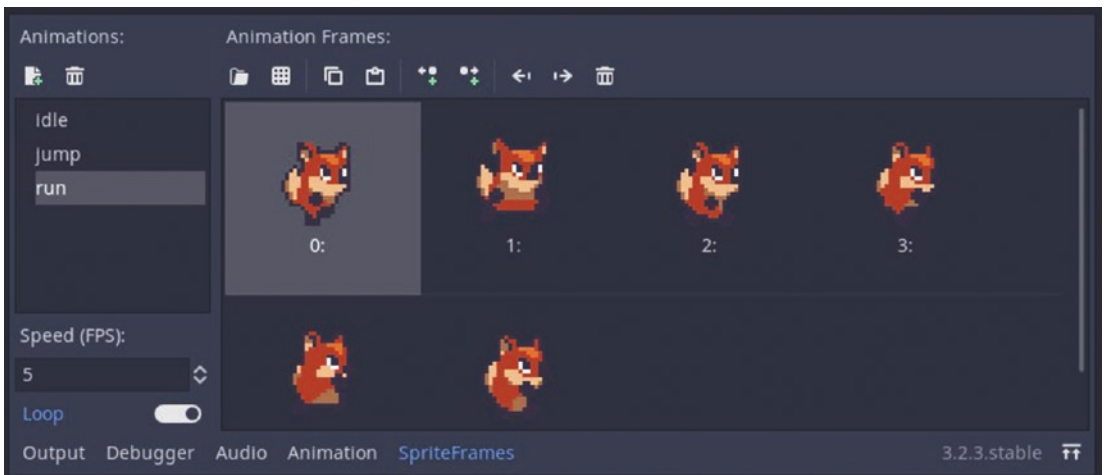 Animations:
Animation Frames:
idle
jump
run
0:
1:
2:
3:
Speed (FPS):
5
Loop
Output Debugger Audio Animation SpriteFrames 3.2.3.stable